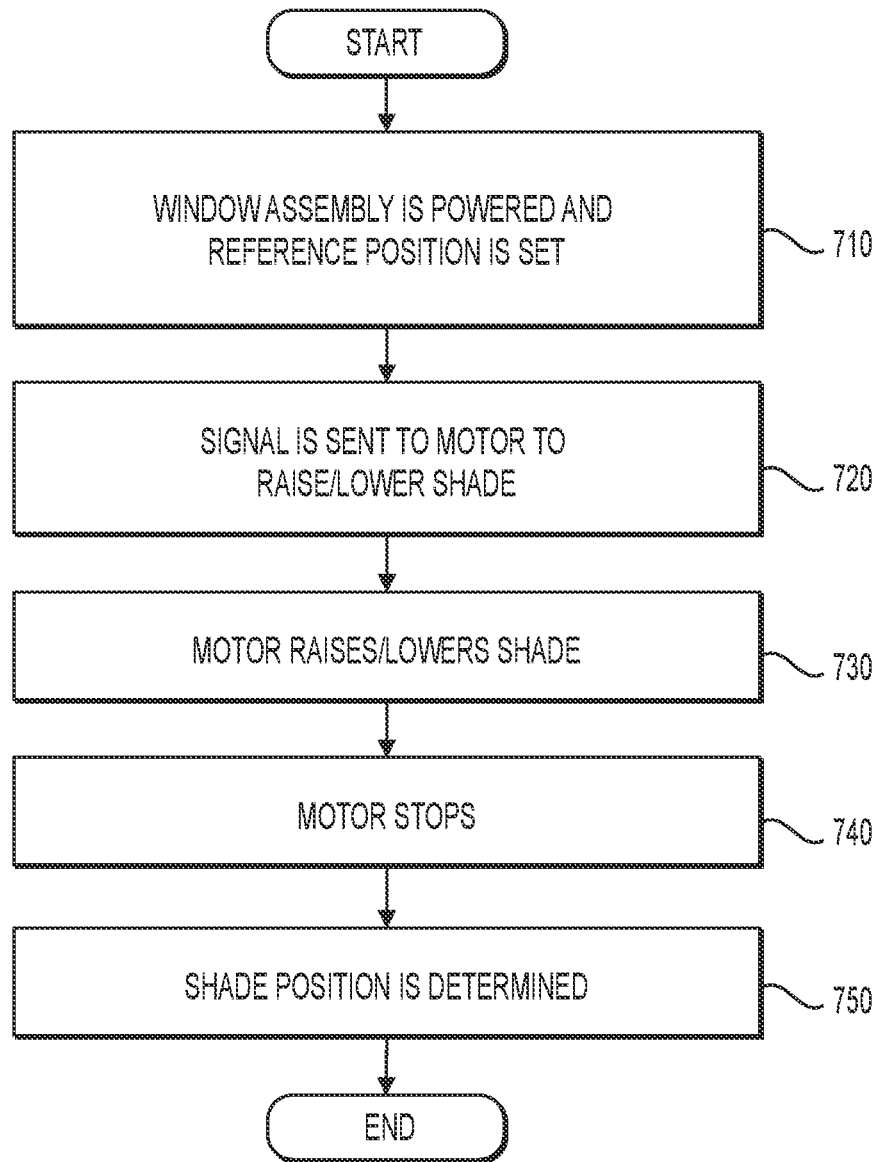 START
WINDOW ASSEMBLY IS POWERED AND
REFERENCE POSITION IS SET
710
SIGNAL IS SENT TO MOTOR TO
RAISE/LOWER SHADE
720
MOTOR RAISES/LOWERS SHADE
730
MOTOR STOPS
740
SHADE POSITION IS DETERMINED
750
END